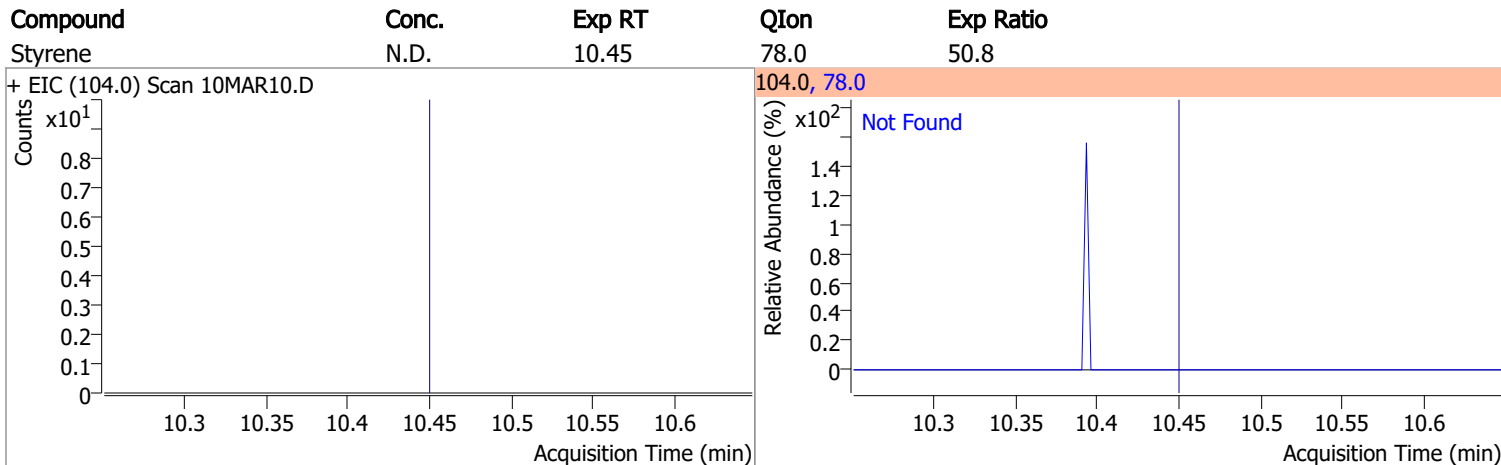 Compound Conc. Exp RT QIon Exp Ratio
Styrene N.D. 10.45 78.0 50.8
+ EIC (104.0) Scan 10MAR10.D
Counts
x10¹
0.8
0.7
0.6
0.5
0.4
0.3
0.2
0.1
0
10.3 10.35 10.4 10.45 10.5 10.55 10.6
Acquisition Time (min)
104.0, 78.0
Relative Abundance (%)
x10²
Not Found
1.4
1.2
1
0.8
0.6
0.4
0.2
0
10.3 10.35 10.4 10.45 10.5 10.55 10.6
Acquisition Time (min)